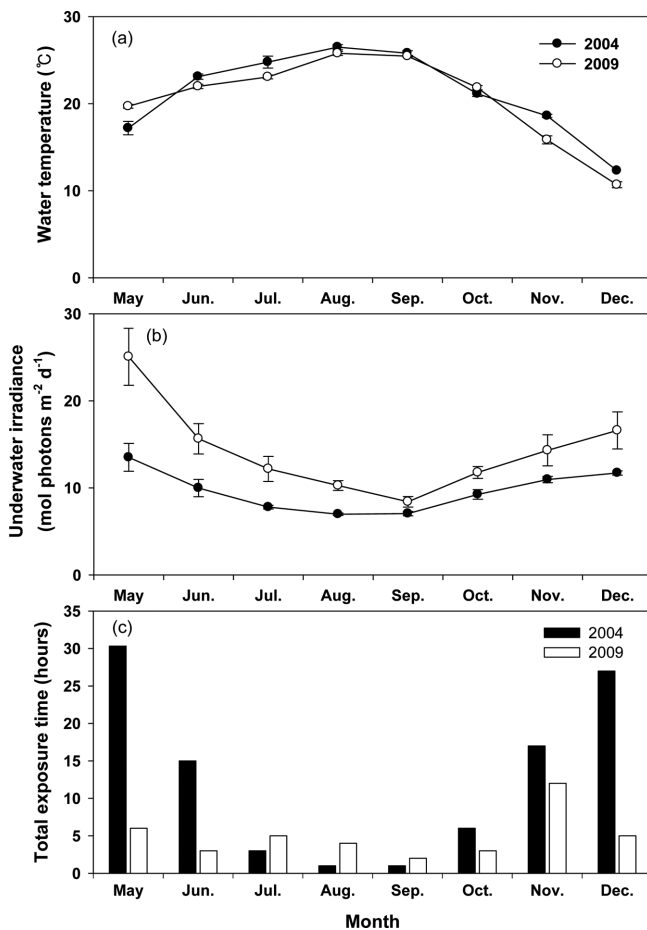 (a)
2004
2009
Water temperature (℃)
30
20
10
0
May Jun. Jul. Aug. Sep. Oct. Nov. Dec.
(b)
Underwater irradiance
(mol photons m⁻² d⁻¹)
30
20
10
0
May Jun. Jul. Aug. Sep. Oct. Nov. Dec.
(c)
2004
2009
Total exposure time (hours)
35
30
25
20
15
10
5
0
May Jun. Jul. Aug. Sep. Oct. Nov. Dec.
Month